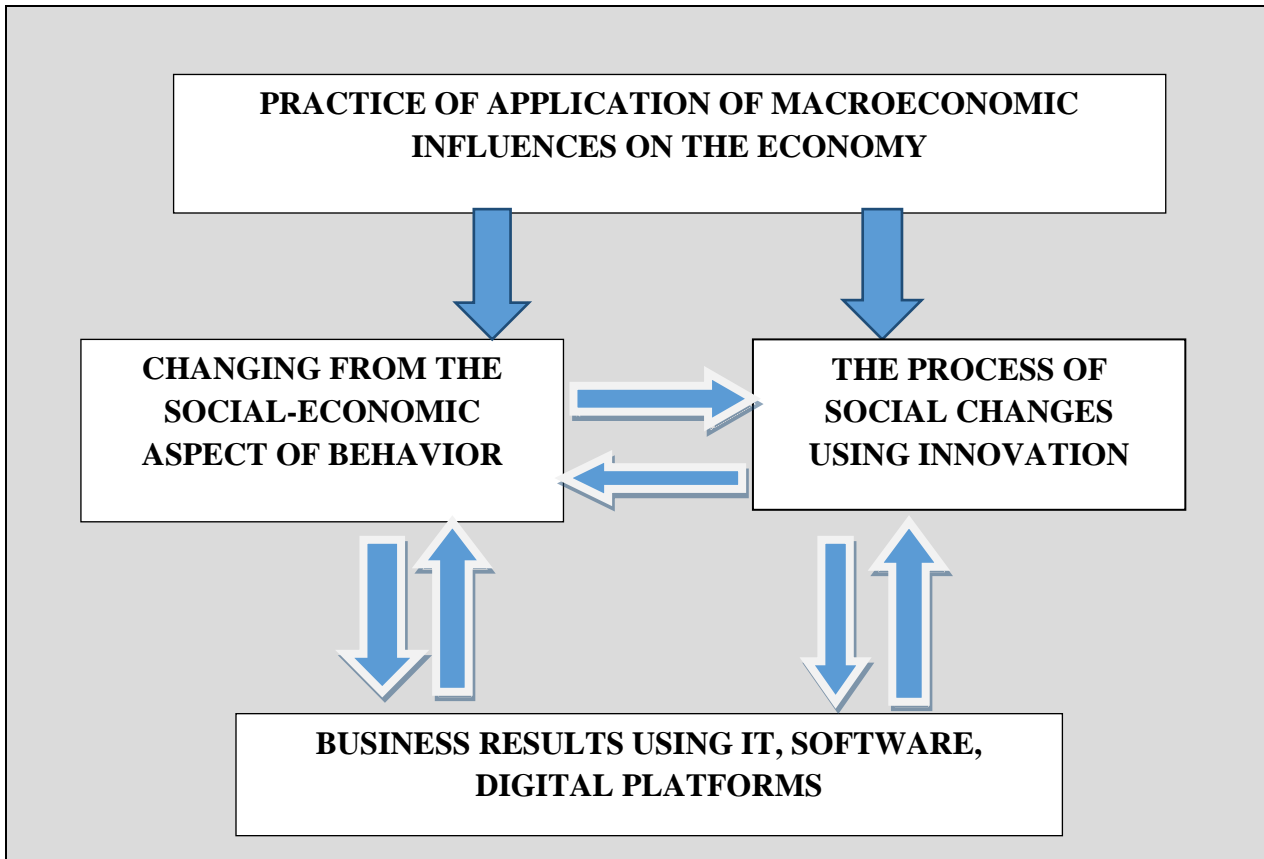 PRACTICE OF APPLICATION OF MACROECONOMIC
INFLUENCES ON THE ECONOMY
CHANGING FROM THE
SOCIAL-ECONOMIC
ASPECT OF BEHAVIOR
THE PROCESS OF
SOCIAL CHANGES
USING INNOVATION
BUSINESS RESULTS USING IT, SOFTWARE,
DIGITAL PLATFORMS